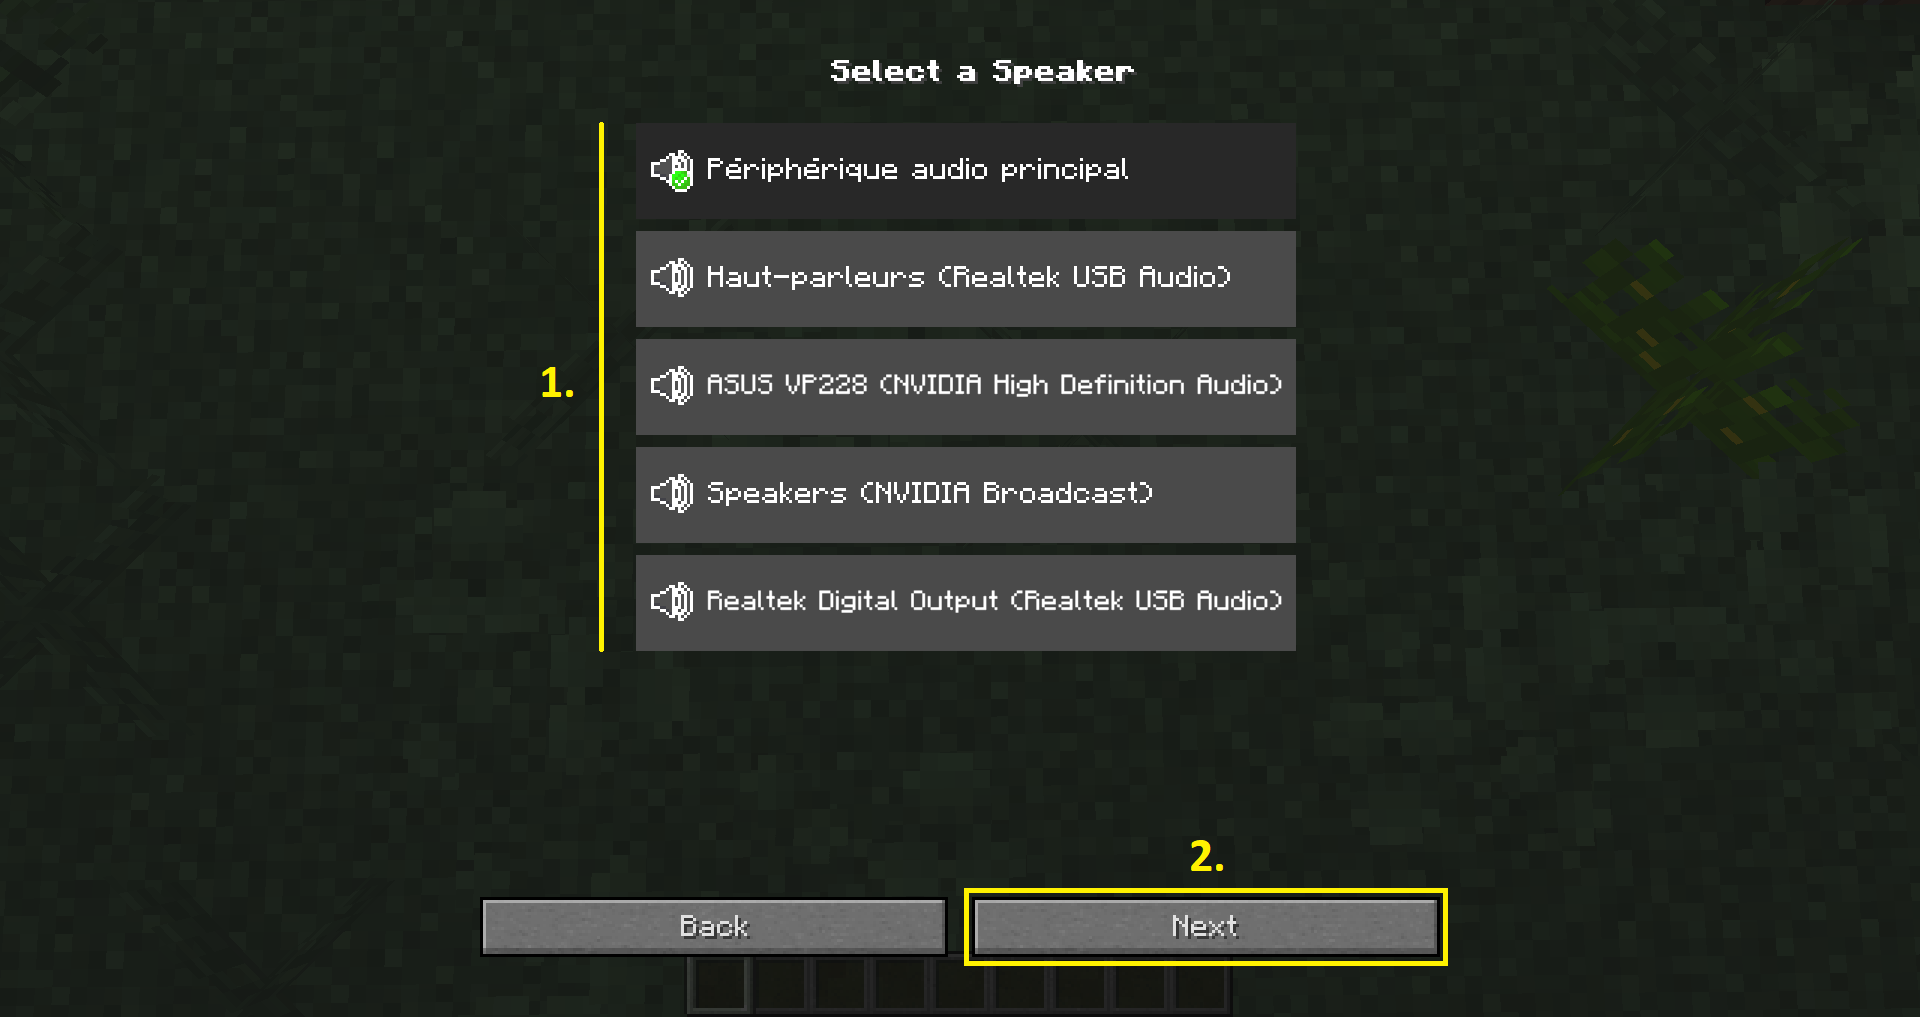 Select a Speaker
1.
Périphérique audio principal
Haut-parleurs (Realtek USB Audio)
ASUS VP228 (NVIDIA High Definition Audio)
Speakers (NVIDIA Broadcast)
Realtek Digital Output (Realtek USB Audio)
2.
Back
Next